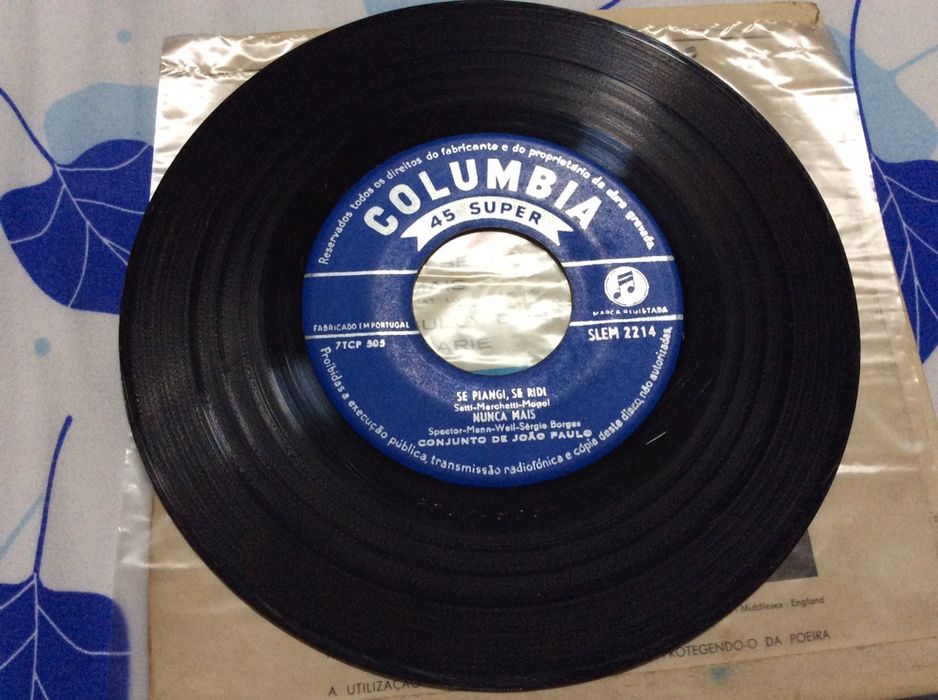 Reservados todos os direitos do fabricante e do proprietário da obra gravada.
COLUMBIA
45 SUPER
MARCA REGISTADA
FABRICADO EM PORTUGAL
7TCP 505
SLEM 2214
SE PIANGI, SE RIDI
Satti-Marchetti-Mogol
NUNCA MAIS
Spector-Mann-Weil-Sérgio Borges
CONJUNTO DE JOÃO PAULO
Proibidas a execução pública, transmissão radiofónica e cópia deste disco, não autorizadas.
ARIE
Middlesex - England
PROTEGENDO-O DA POEIRA
A UTILIZAÇÃO